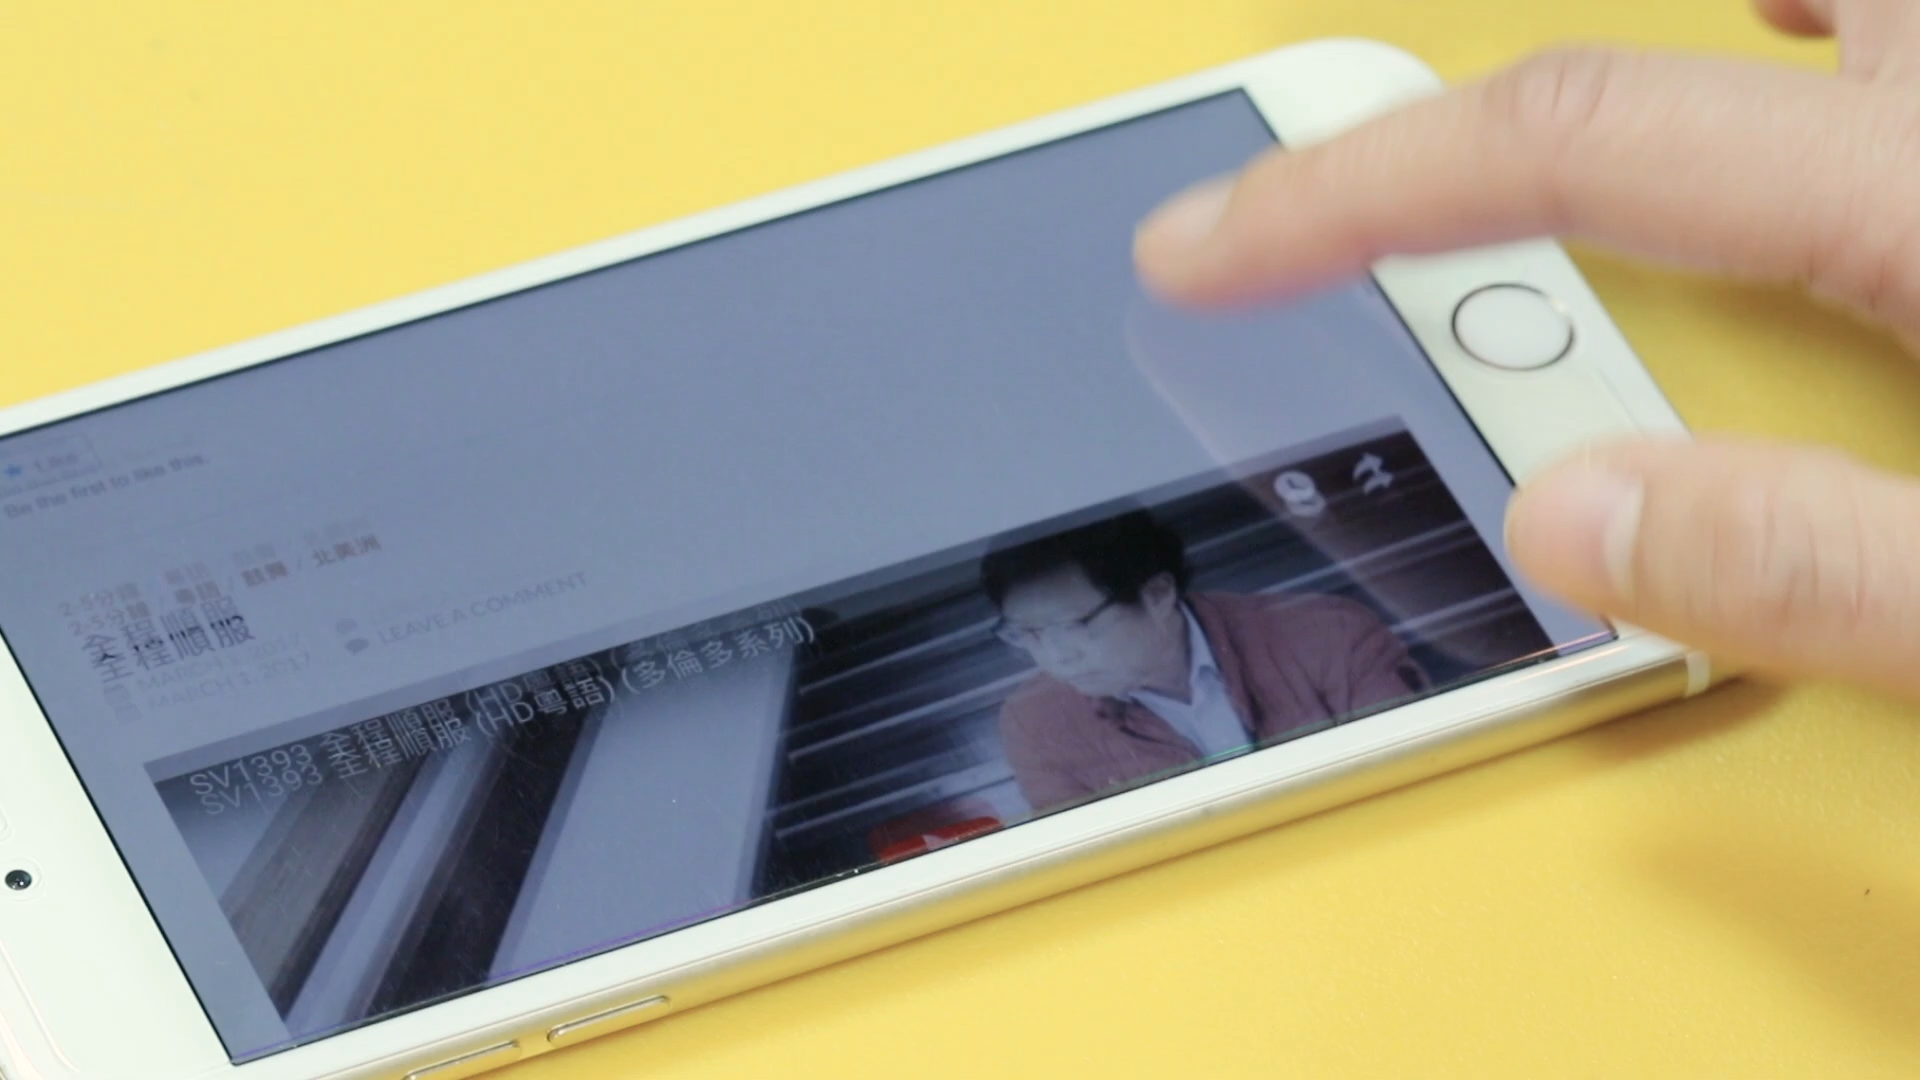 Like
Be the first to like this.
2-5分鐘 / 粵語 / 鼓舞 / 北美洲
全程順服
MARCH 1, 2017
LEAVE A COMMENT
SV1393 全程順服 (HD粵語) (多倫多系列)